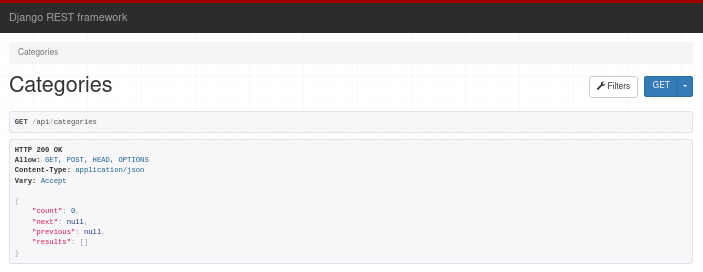 Django REST framework
Categories
Categories
Filters
GET
GET /api/categories
HTTP 200 OK
Allow: GET, POST, HEAD, OPTIONS
Content-Type: application/json
Vary: Accept
{
    "count": 0,
    "next": null,
    "previous": null,
    "results": []
}